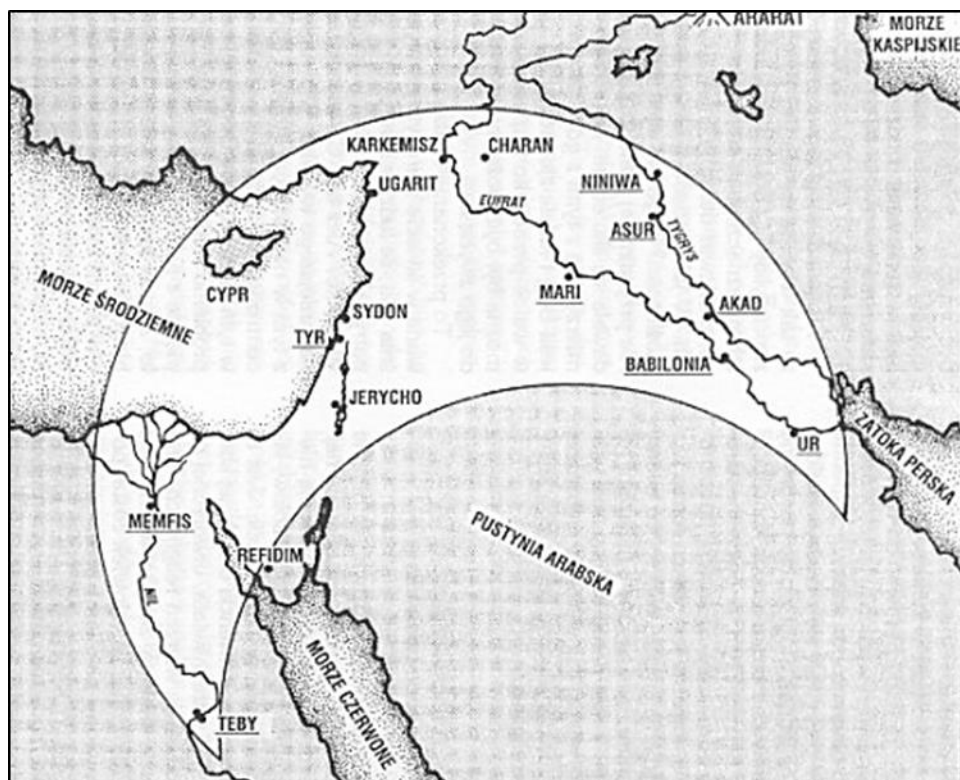 ARARAT
MORZE
KASPIJSKIE
KARKEMISZ
CHARAN
UGARIT
EUFRAT
NINIWA
ASUR
TYGRYS
CYPR
MORZE ŚRODZIEMNE
MARI
AKAD
SYDON
TYR
BABILONIA
JERYCHO
ZATOKA PERSKA
UR
MEMFIS
PUSTYNIA ARABSKA
REFIDIM
NIL
MORZE CZERWONE
TEBY